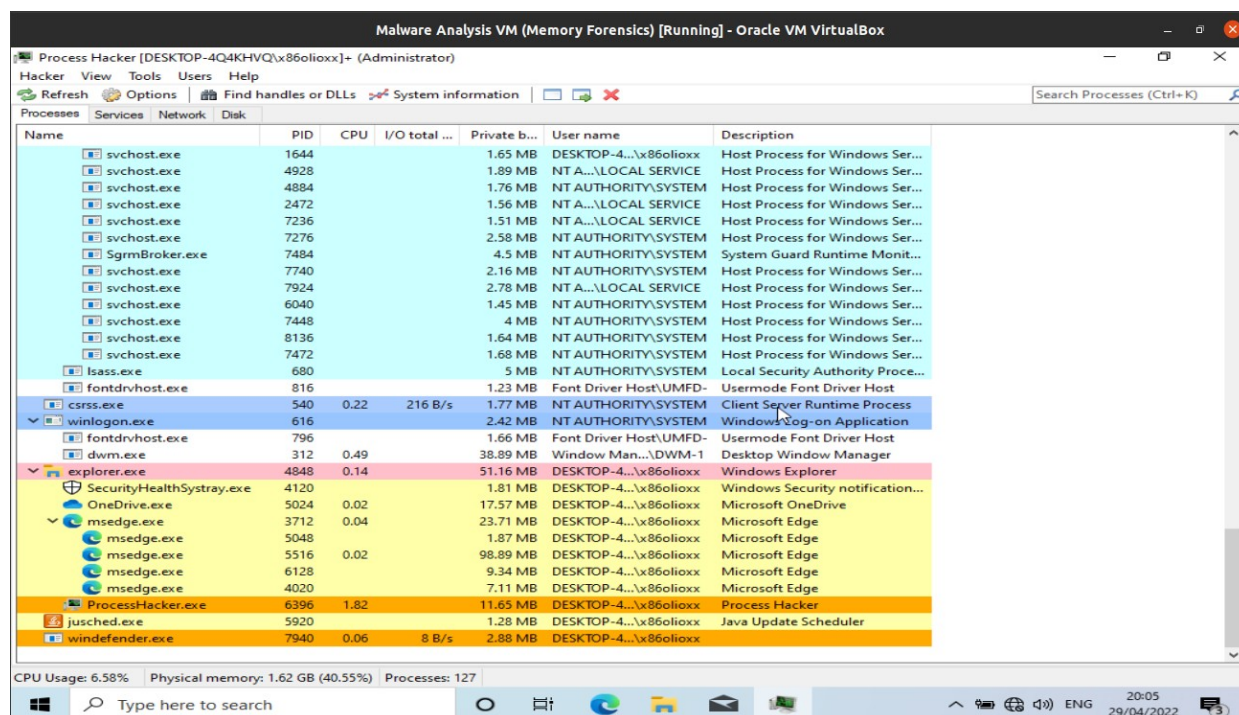 Malware Analysis VM (Memory Forensics) [Running] - Oracle VM VirtualBox
Process Hacker [DESKTOP-4Q4KHVQ\x86olioxx]+ (Administrator)
Hacker View Tools Users Help
Refresh Options Find handles or DLLs System information Search Processes (Ctrl+K)
Processes Services Network Disk
Name PID CPU I/O total ... Private b... User name Description
svchost.exe 1644 1.65 MB DESKTOP-4...\x86olioxx Host Process for Windows Ser...
svchost.exe 4928 1.89 MB NT A...\LOCAL SERVICE Host Process for Windows Ser...
svchost.exe 4884 1.76 MB NT AUTHORITY\SYSTEM Host Process for Windows Ser...
svchost.exe 2472 1.56 MB NT A...\LOCAL SERVICE Host Process for Windows Ser...
svchost.exe 7236 1.51 MB NT A...\LOCAL SERVICE Host Process for Windows Ser...
svchost.exe 7276 2.58 MB NT AUTHORITY\SYSTEM Host Process for Windows Ser...
SgrmBroker.exe 7484 4.5 MB NT AUTHORITY\SYSTEM System Guard Runtime Monit...
svchost.exe 7740 2.16 MB NT AUTHORITY\SYSTEM Host Process for Windows Ser...
svchost.exe 7924 2.78 MB NT A...\LOCAL SERVICE Host Process for Windows Ser...
svchost.exe 6040 1.45 MB NT AUTHORITY\SYSTEM Host Process for Windows Ser...
svchost.exe 7448 4 MB NT AUTHORITY\SYSTEM Host Process for Windows Ser...
svchost.exe 8136 1.64 MB NT AUTHORITY\SYSTEM Host Process for Windows Ser...
svchost.exe 7472 1.68 MB NT AUTHORITY\SYSTEM Host Process for Windows Ser...
lsass.exe 680 5 MB NT AUTHORITY\SYSTEM Local Security Authority Proce...
fontdrvhost.exe 816 1.23 MB Font Driver Host\UMFD- Usermode Font Driver Host
csrss.exe 540 0.22 216 B/s 1.77 MB NT AUTHORITY\SYSTEM Client Server Runtime Process
winlogon.exe 616 2.42 MB NT AUTHORITY\SYSTEM Windows Log-on Application
fontdrvhost.exe 796 1.66 MB Font Driver Host\UMFD- Usermode Font Driver Host
dwm.exe 312 0.49 38.89 MB Window Man...\DWM-1 Desktop Window Manager
explorer.exe 4848 0.14 51.16 MB DESKTOP-4...\x86olioxx Windows Explorer
SecurityHealthSystray.exe 4120 1.81 MB DESKTOP-4...\x86olioxx Windows Security notification...
OneDrive.exe 5024 0.02 17.57 MB DESKTOP-4...\x86olioxx Microsoft OneDrive
msedge.exe 3712 0.04 23.71 MB DESKTOP-4...\x86olioxx Microsoft Edge
msedge.exe 5048 1.87 MB DESKTOP-4...\x86olioxx Microsoft Edge
msedge.exe 5516 0.02 98.89 MB DESKTOP-4...\x86olioxx Microsoft Edge
msedge.exe 6128 9.34 MB DESKTOP-4...\x86olioxx Microsoft Edge
msedge.exe 4020 7.11 MB DESKTOP-4...\x86olioxx Microsoft Edge
ProcessHacker.exe 6396 1.82 11.65 MB DESKTOP-4...\x86olioxx Process Hacker
jusched.exe 5920 1.28 MB DESKTOP-4...\x86olioxx Java Update Scheduler
windefender.exe 7940 0.06 8 B/s 2.88 MB DESKTOP-4...\x86olioxx
CPU Usage: 6.58% Physical memory: 1.62 GB (40.55%) Processes: 127
Type here to search ENG 20:05
29/04/2022 3